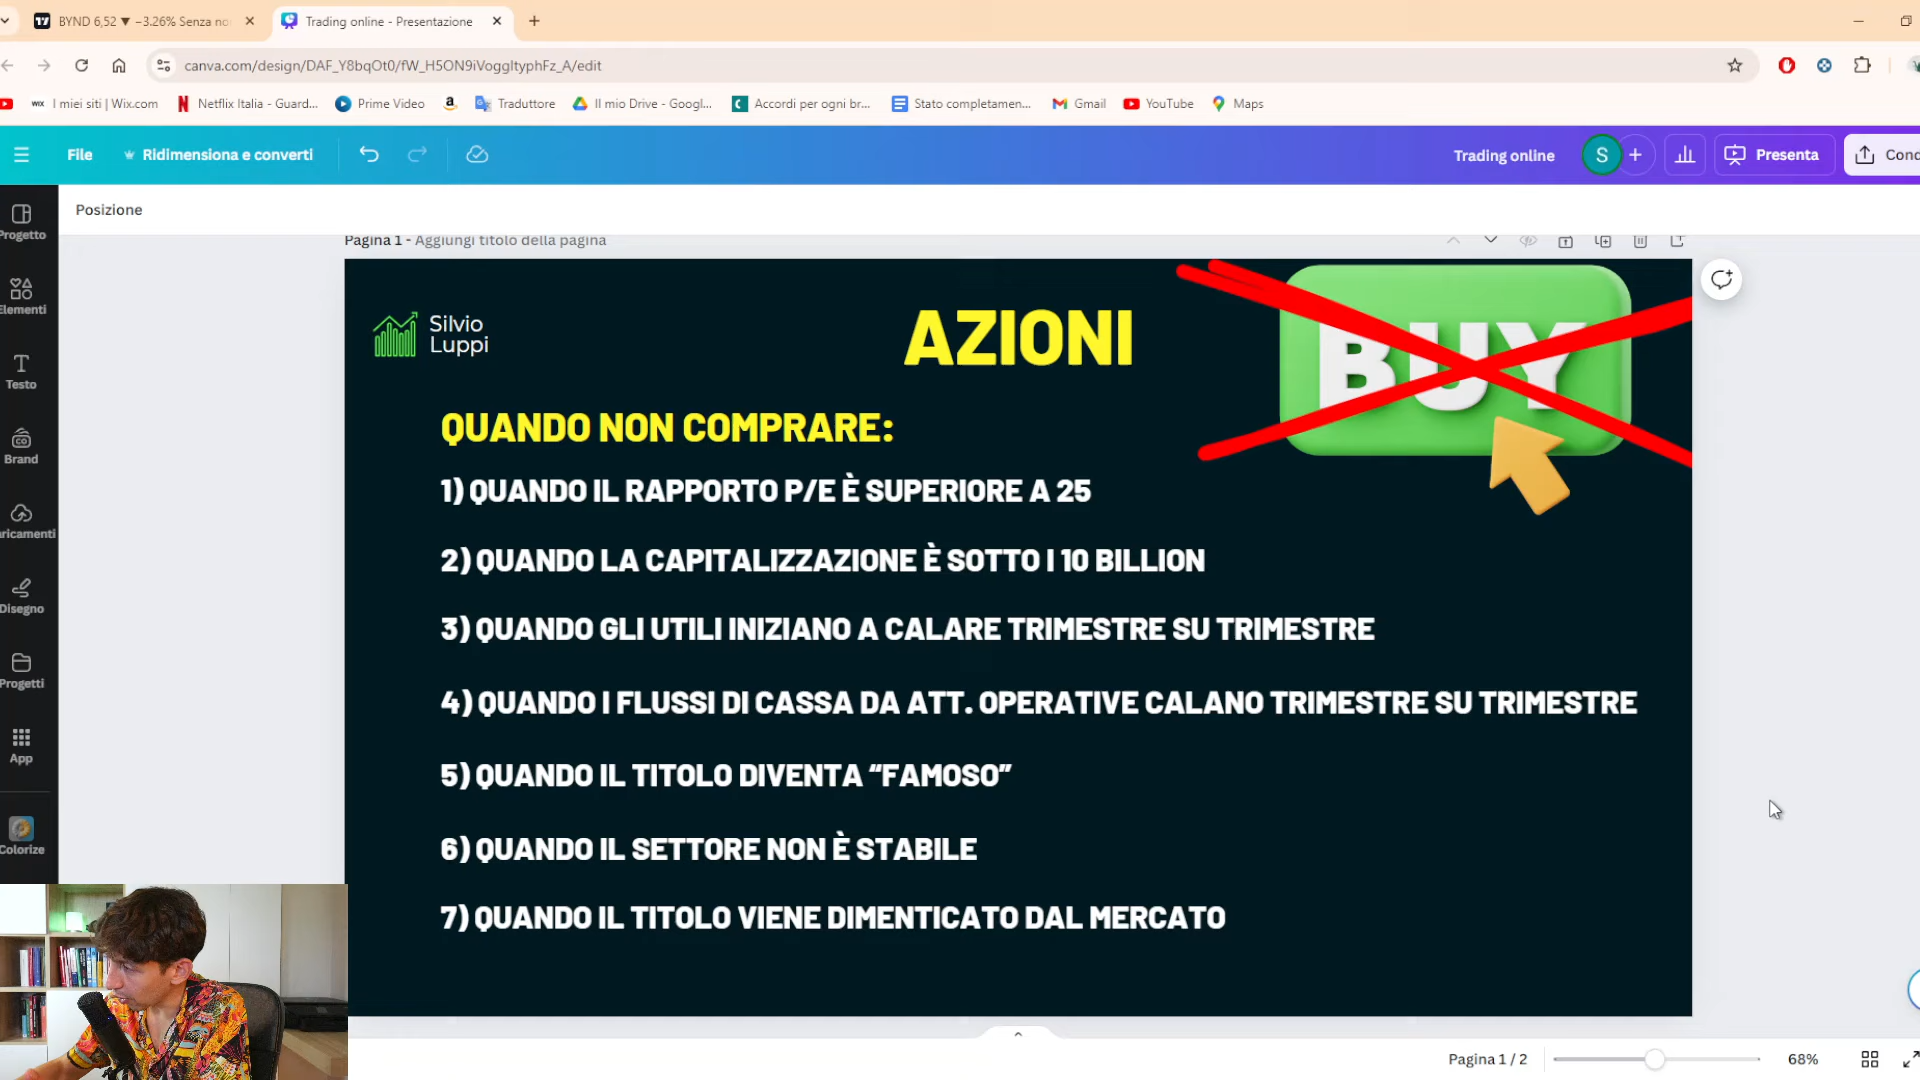 BYND 6,52 ▼ −3.26% Senza no
Trading online - Presentazione
canva.com/design/DAF_Y8bqOt0/fW_H5ON9iVoggltyphFz_A/edit
I miei siti | Wix.com
Netflix Italia - Guard...
Prime Video
Traduttore
Il mio Drive - Googl...
Accordi per ogni br...
Stato completamen...
Gmail
YouTube
Maps
File
Ridimensiona e converti
Trading online
S
Presenta
Cond
Posizione
Progetto
Elementi
Testo
Brand
aricamenti
Disegno
Progetti
App
Colorize
Pagina 1 - Aggiungi titolo della pagina
Silvio
Luppi
AZIONI
BUY
QUANDO NON COMPRARE:
1) QUANDO IL RAPPORTO P/E È SUPERIORE A 25
2) QUANDO LA CAPITALIZZAZIONE È SOTTO I 10 BILLION
3) QUANDO GLI UTILI INIZIANO A CALARE TRIMESTRE SU TRIMESTRE
4) QUANDO I FLUSSI DI CASSA DA ATT. OPERATIVE CALANO TRIMESTRE SU TRIMESTRE
5) QUANDO IL TITOLO DIVENTA “FAMOSO”
6) QUANDO IL SETTORE NON È STABILE
7) QUANDO IL TITOLO VIENE DIMENTICATO DAL MERCATO
Pagina 1 / 2
68%